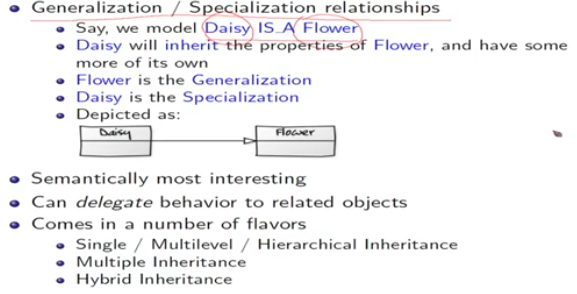 Generalization / Specialization relationships
Say, we model Daisy IS_A Flower
Daisy will inherit the properties of Flower, and have some
more of its own
Flower is the Generalization
Daisy is the Specialization
Depicted as:
Daisy Flower
Semantically most interesting
Can delegate behavior to related objects
Comes in a number of flavors
Single / Multilevel / Hierarchical Inheritance
Multiple Inheritance
Hybrid Inheritance